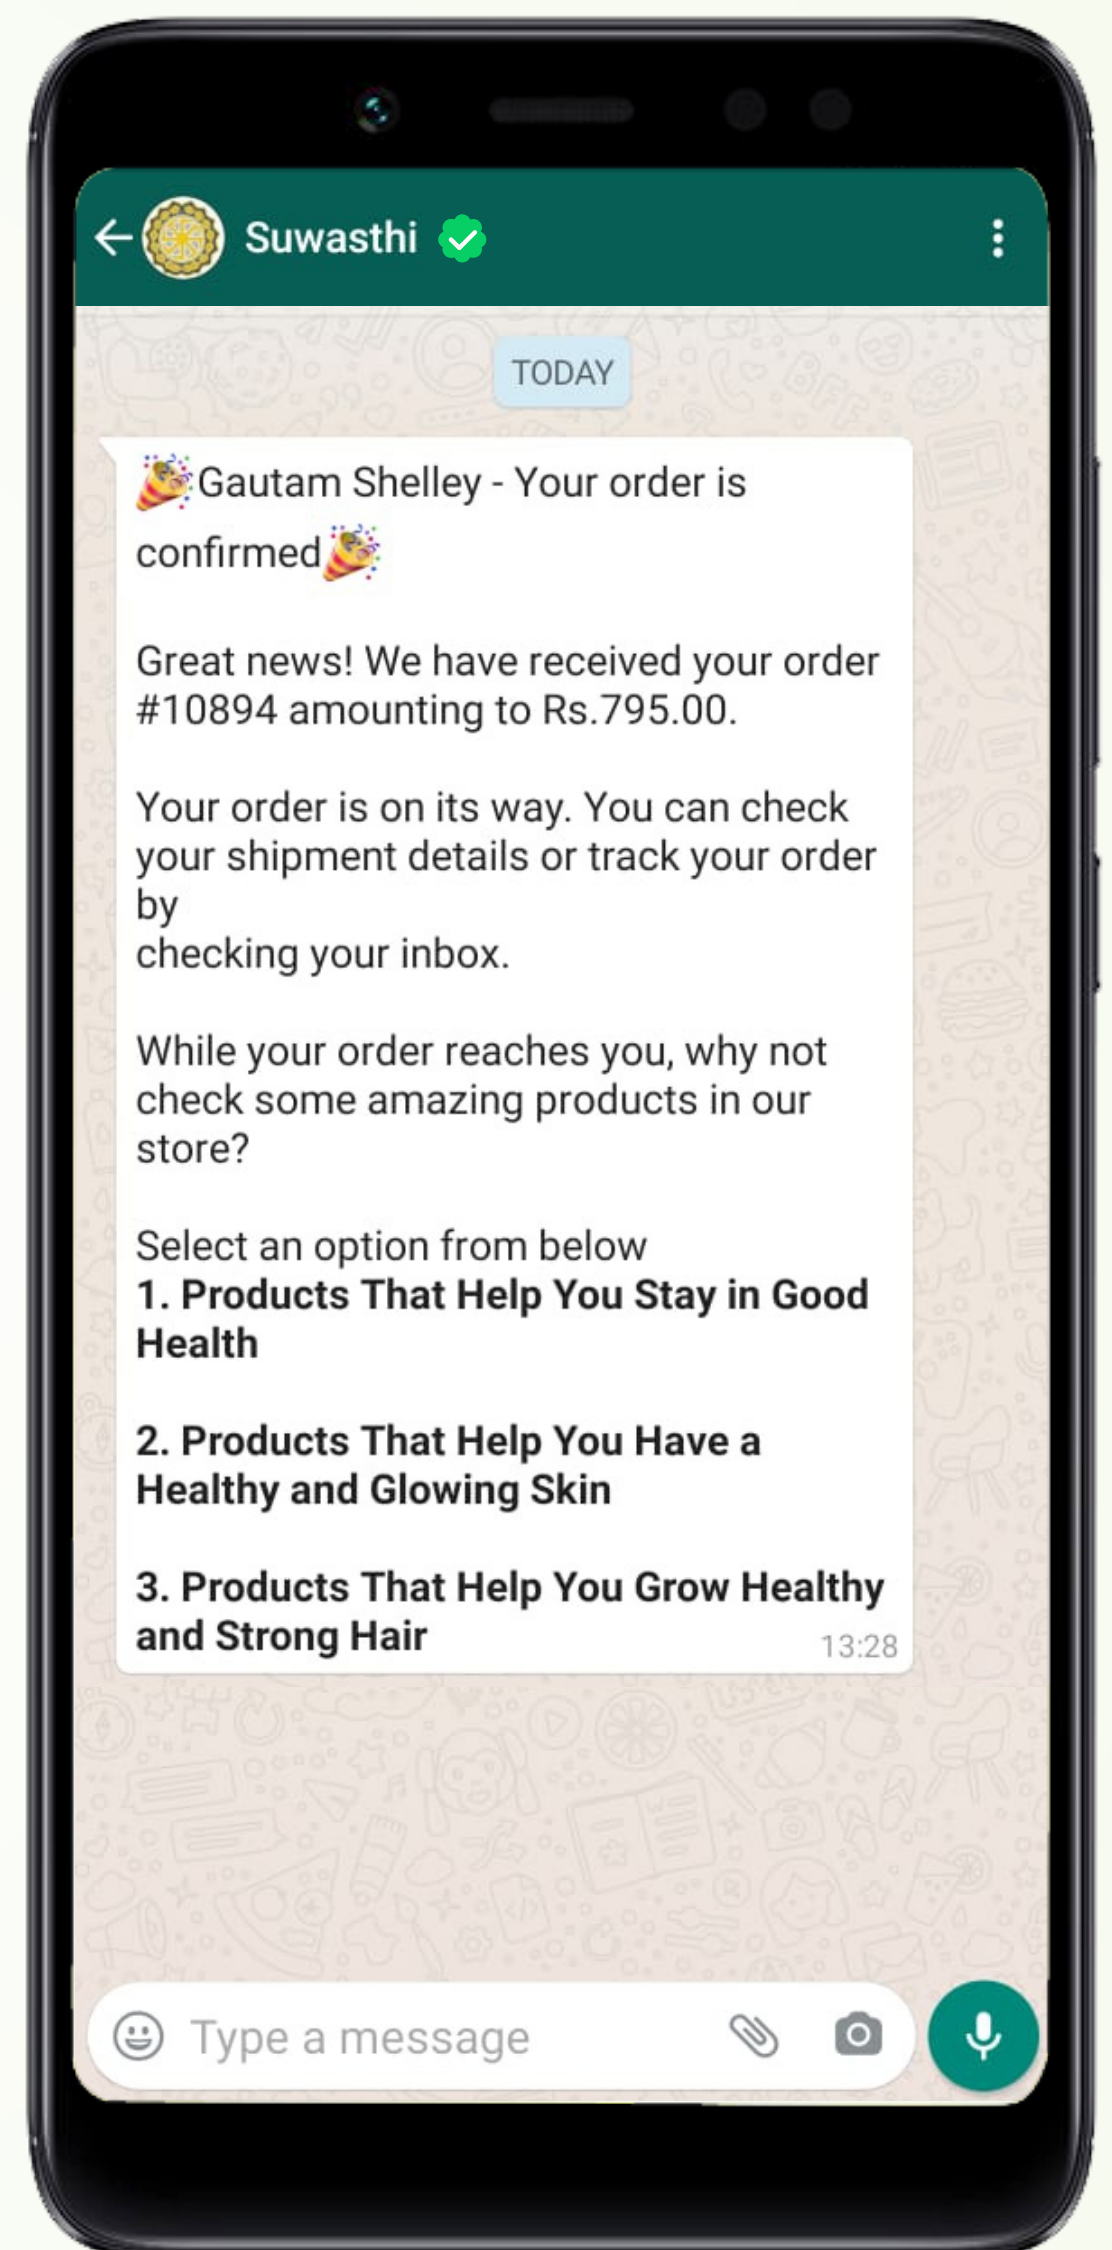 Suwasthi
TODAY
🎉Gautam Shelley - Your order is
confirmed🎉
Great news! We have received your order
#10894 amounting to Rs.795.00.
Your order is on its way. You can check
your shipment details or track your order
by
checking your inbox.
While your order reaches you, why not
check some amazing products in our
store?
Select an option from below
1. Products That Help You Stay in Good
Health
2. Products That Help You Have a
Healthy and Glowing Skin
3. Products That Help You Grow Healthy
and Strong Hair
13:28
Type a message